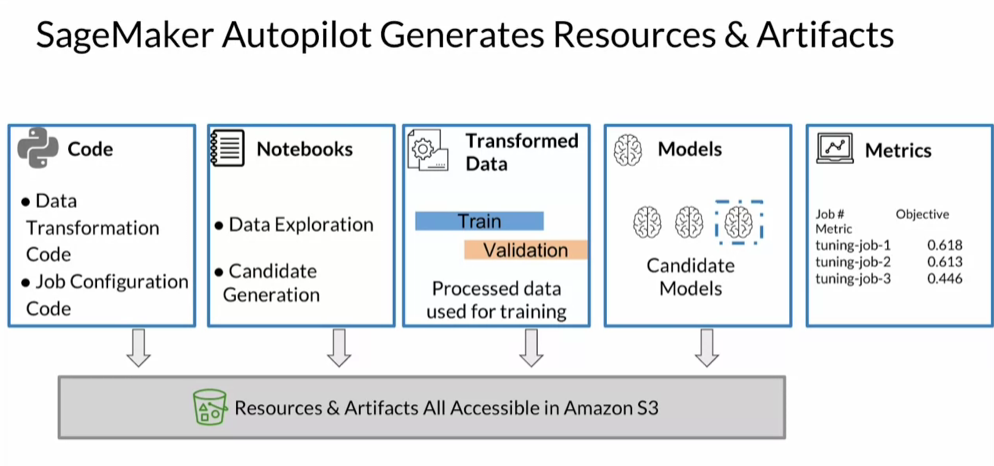 SageMaker Autopilot Generates Resources & Artifacts
Code
● Data
Transformation
Code
● Job Configuration
Code
Notebooks
● Data Exploration
● Candidate
Generation
Transformed
Data
Train
Validation
Processed data
used for training
Models
Candidate
Models
Metrics
Job # Objective
Metric
tuning-job-1 0.618
tuning-job-2 0.613
tuning-job-3 0.446
Resources & Artifacts All Accessible in Amazon S3